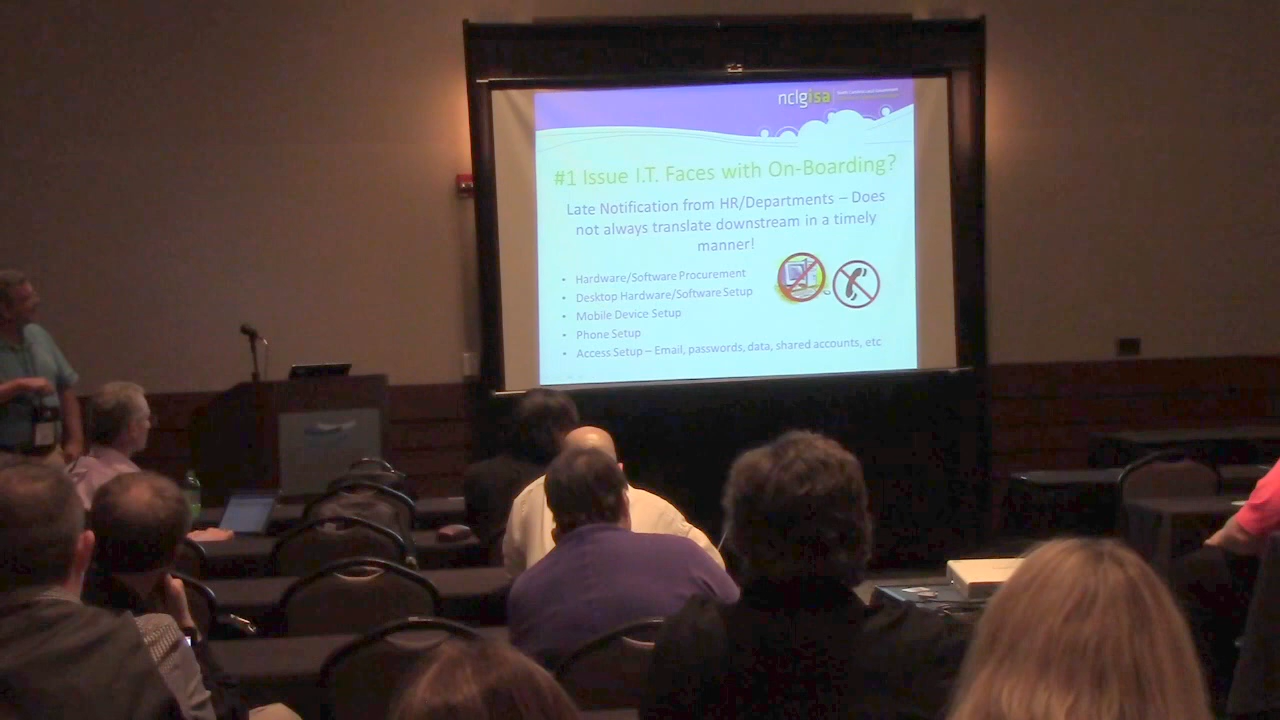 nclgisa
#1 Issue I.T. Faces with On-Boarding?
Late Notification from HR/Departments – Does
not always translate downstream in a timely
manner!
• Hardware/Software Procurement
• Desktop Hardware/Software Setup
• Mobile Device Setup
• Phone Setup
• Access Setup – Email, passwords, data, shared accounts, etc